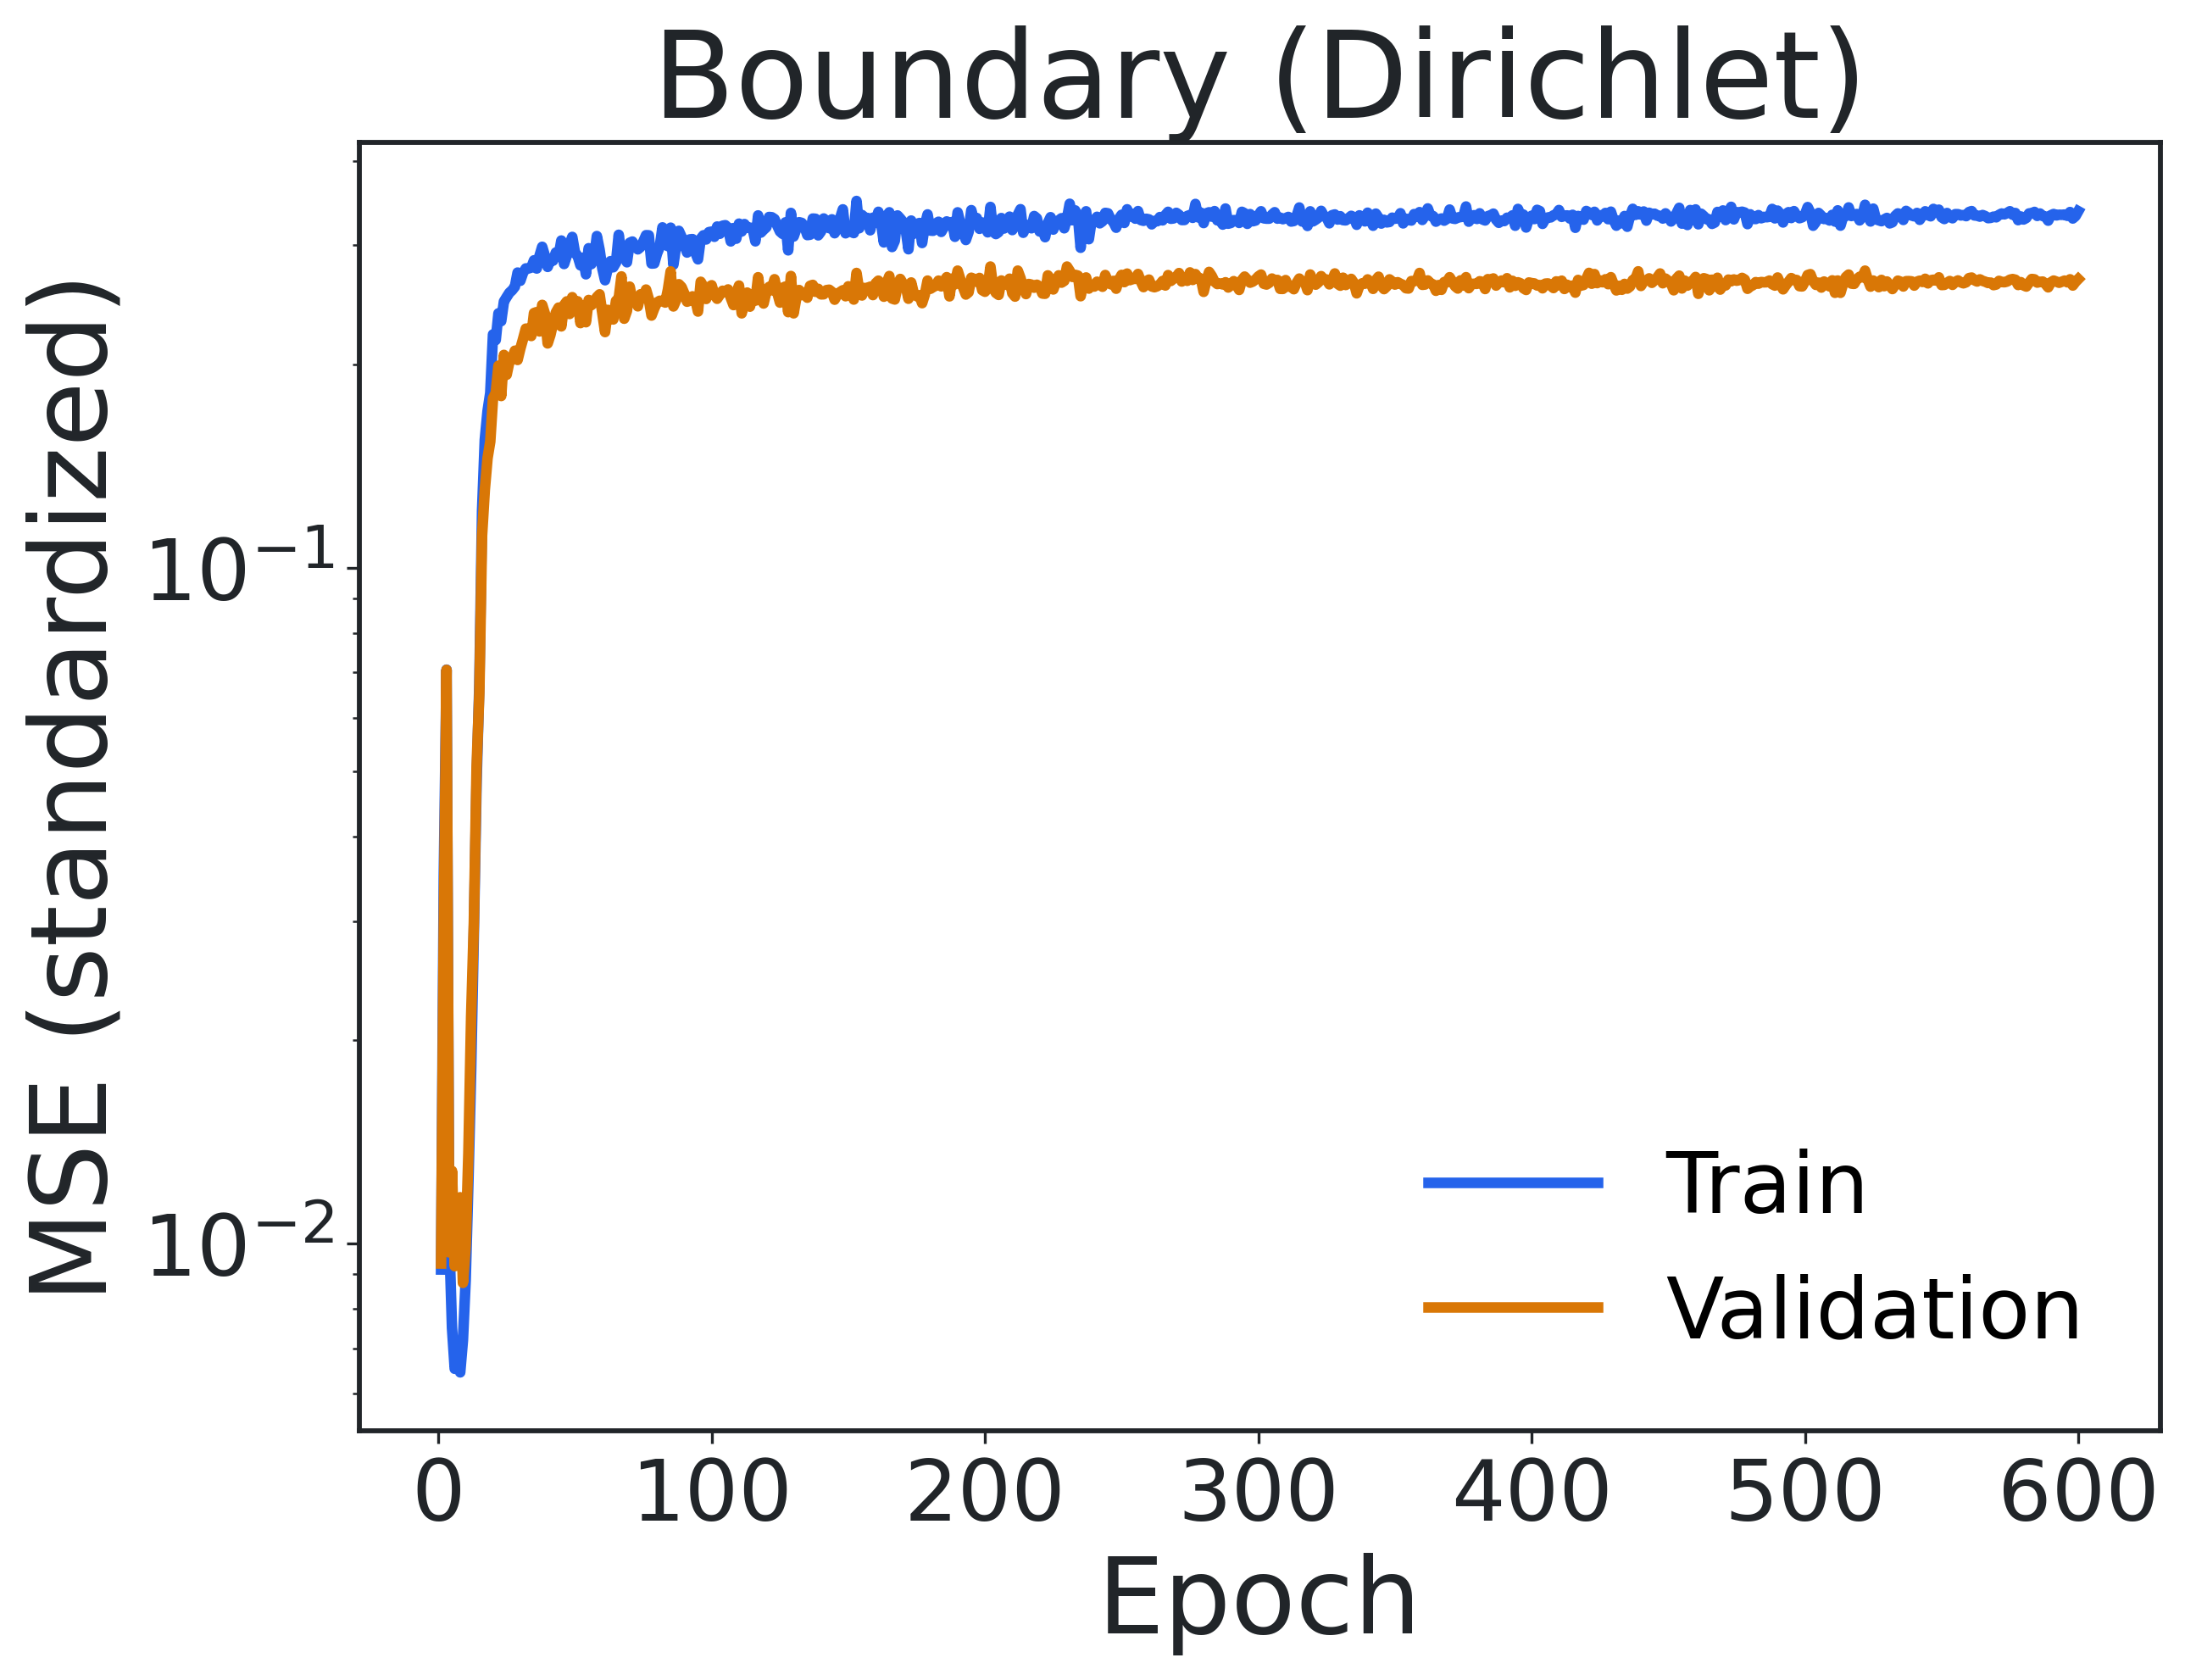 Boundary (Dirichlet)
MSE (standardized)
10⁻¹
10⁻²
Train
Validation
0 100 200 300 400 500 600
Epoch